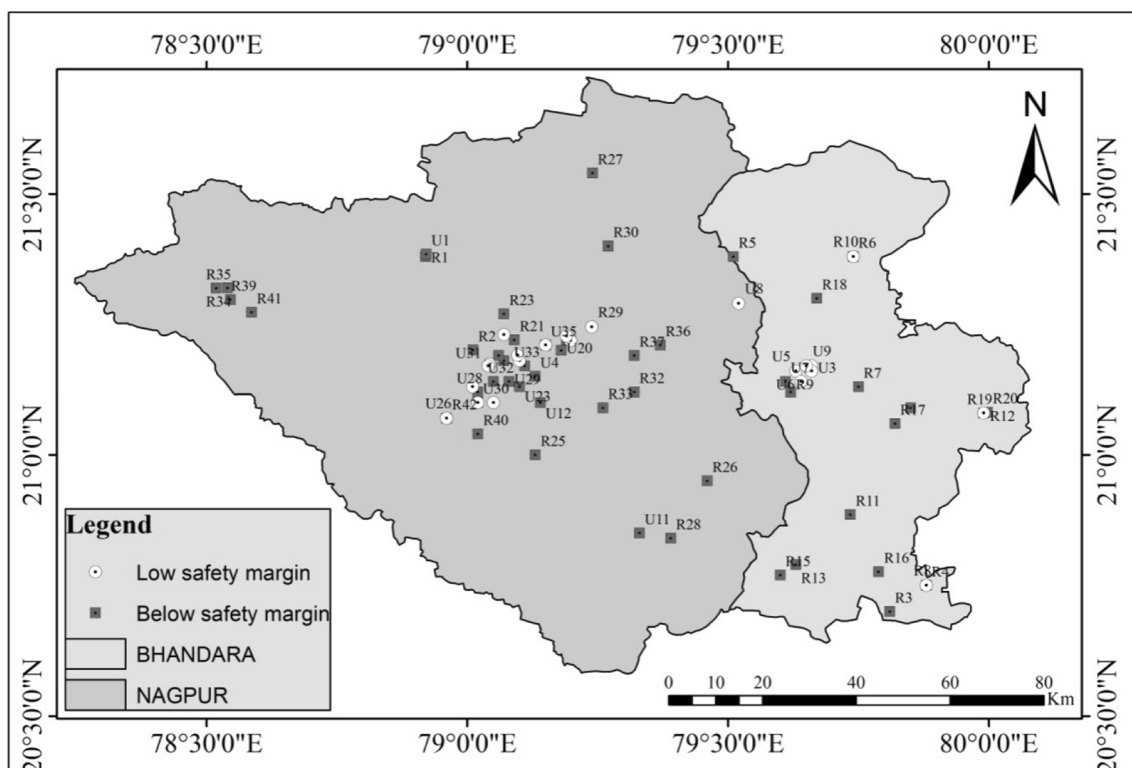 78°30'0"E 79°0'0"E 79°30'0"E 80°0'0"E
N
R27
21°30'0"N 21°30'0"N
R30
U1
R1
R5
R10 R6
R35
R39
R34
R41
U8
R18
R23
R29
R21
U35
R2
U20
R36
R37
U33
U4
U31
U32
U5
U9
U3
R9
R7
U28
U29
U30
U23
R32
R33
U26 R42
U12
R17
R19 R20
R12
R40
R25
21°0'0"N 21°0'0"N
R26
R11
U11
R28
Legend
Low safety margin
Below safety margin
BHANDARA
NAGPUR
R15
R13
R16
R3
0 5 10 20 40 60 80
Km
20°30'0"N 20°30'0"N
78°30'0"E 79°0'0"E 79°30'0"E 80°0'0"E